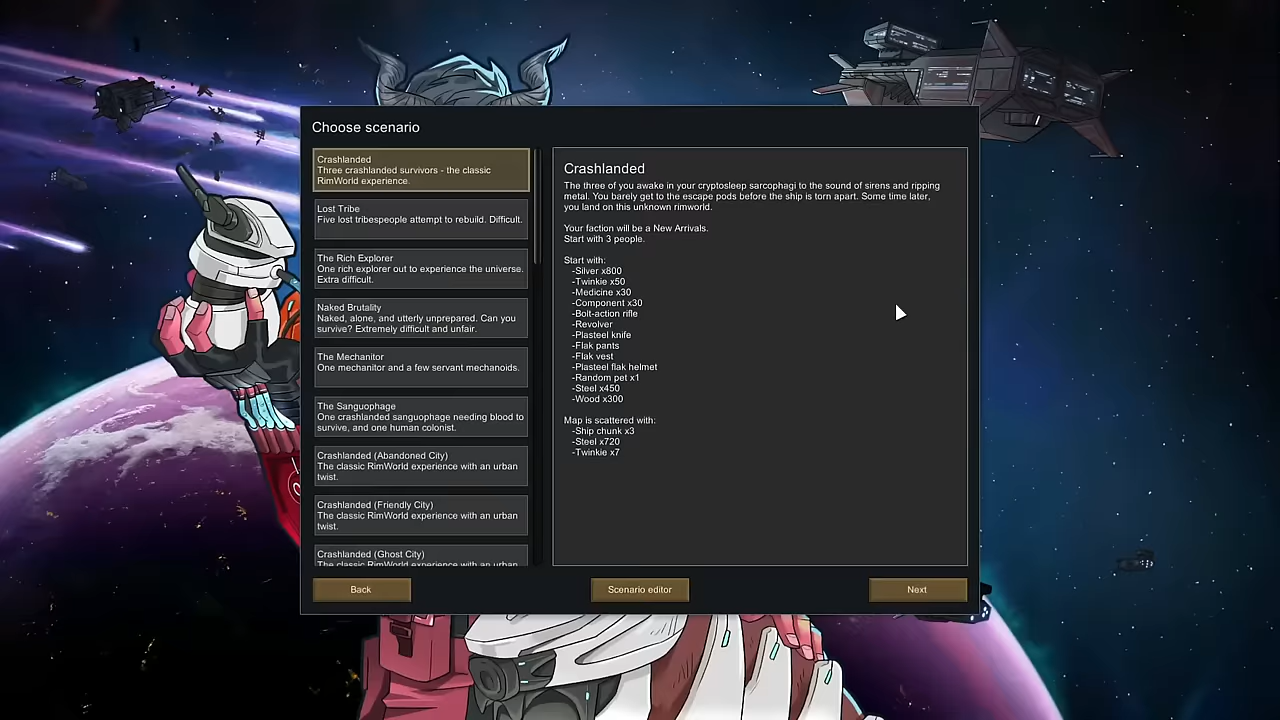 Choose scenario
Crashlanded
Three crashlanded survivors - the classic
RimWorld experience.
Lost Tribe
Five lost tribespeople attempt to rebuild. Difficult.
The Rich Explorer
One rich explorer out to experience the universe.
Extra difficult.
Naked Brutality
Naked, alone, and utterly unprepared. Can you
survive? Extremely difficult and unfair.
The Mechanitor
One mechanitor and a few servant mechanoids.
The Sanguophage
One crashlanded sanguophage needing blood to
survive, and one human colonist.
Crashlanded (Abandoned City)
The classic RimWorld experience with an urban
twist.
Crashlanded (Friendly City)
The classic RimWorld experience with an urban
twist.
Crashlanded (Ghost City)
The classic RimWorld experience with an urban
Crashlanded
The three of you awake in your cryptosleep sarcophagi to the sound of sirens and ripping
metal. You barely get to the escape pods before the ship is torn apart. Some time later,
you land on this unknown rimworld.
Your faction will be a New Arrivals.
Start with 3 people.
Start with:
-Silver x800
-Twinkie x50
-Medicine x30
-Component x30
-Bolt-action rifle
-Revolver
-Plasteel knife
-Flak pants
-Flak vest
-Plasteel flak helmet
-Random pet x1
-Steel x450
-Wood x300
Map is scattered with:
-Ship chunk x3
-Steel x720
-Twinkie x7
Back
Scenario editor
Next